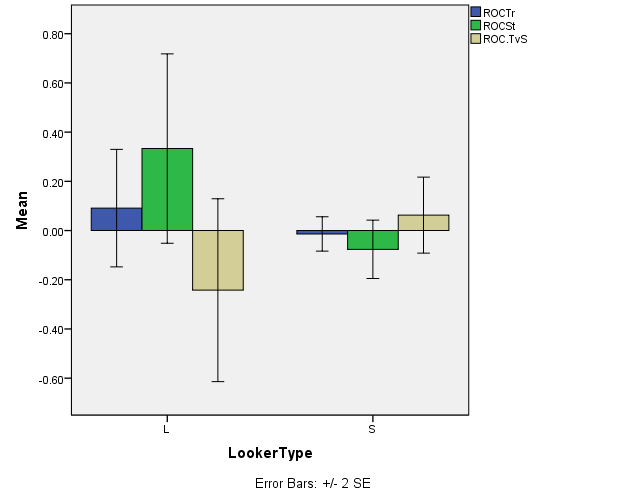 ROCTr
ROCSt
ROC.TvS
0.80
0.60
0.40
0.20
0.00
-0.20
-0.40
-0.60
Mean
L
S
LookerType
Error Bars: +/- 2 SE